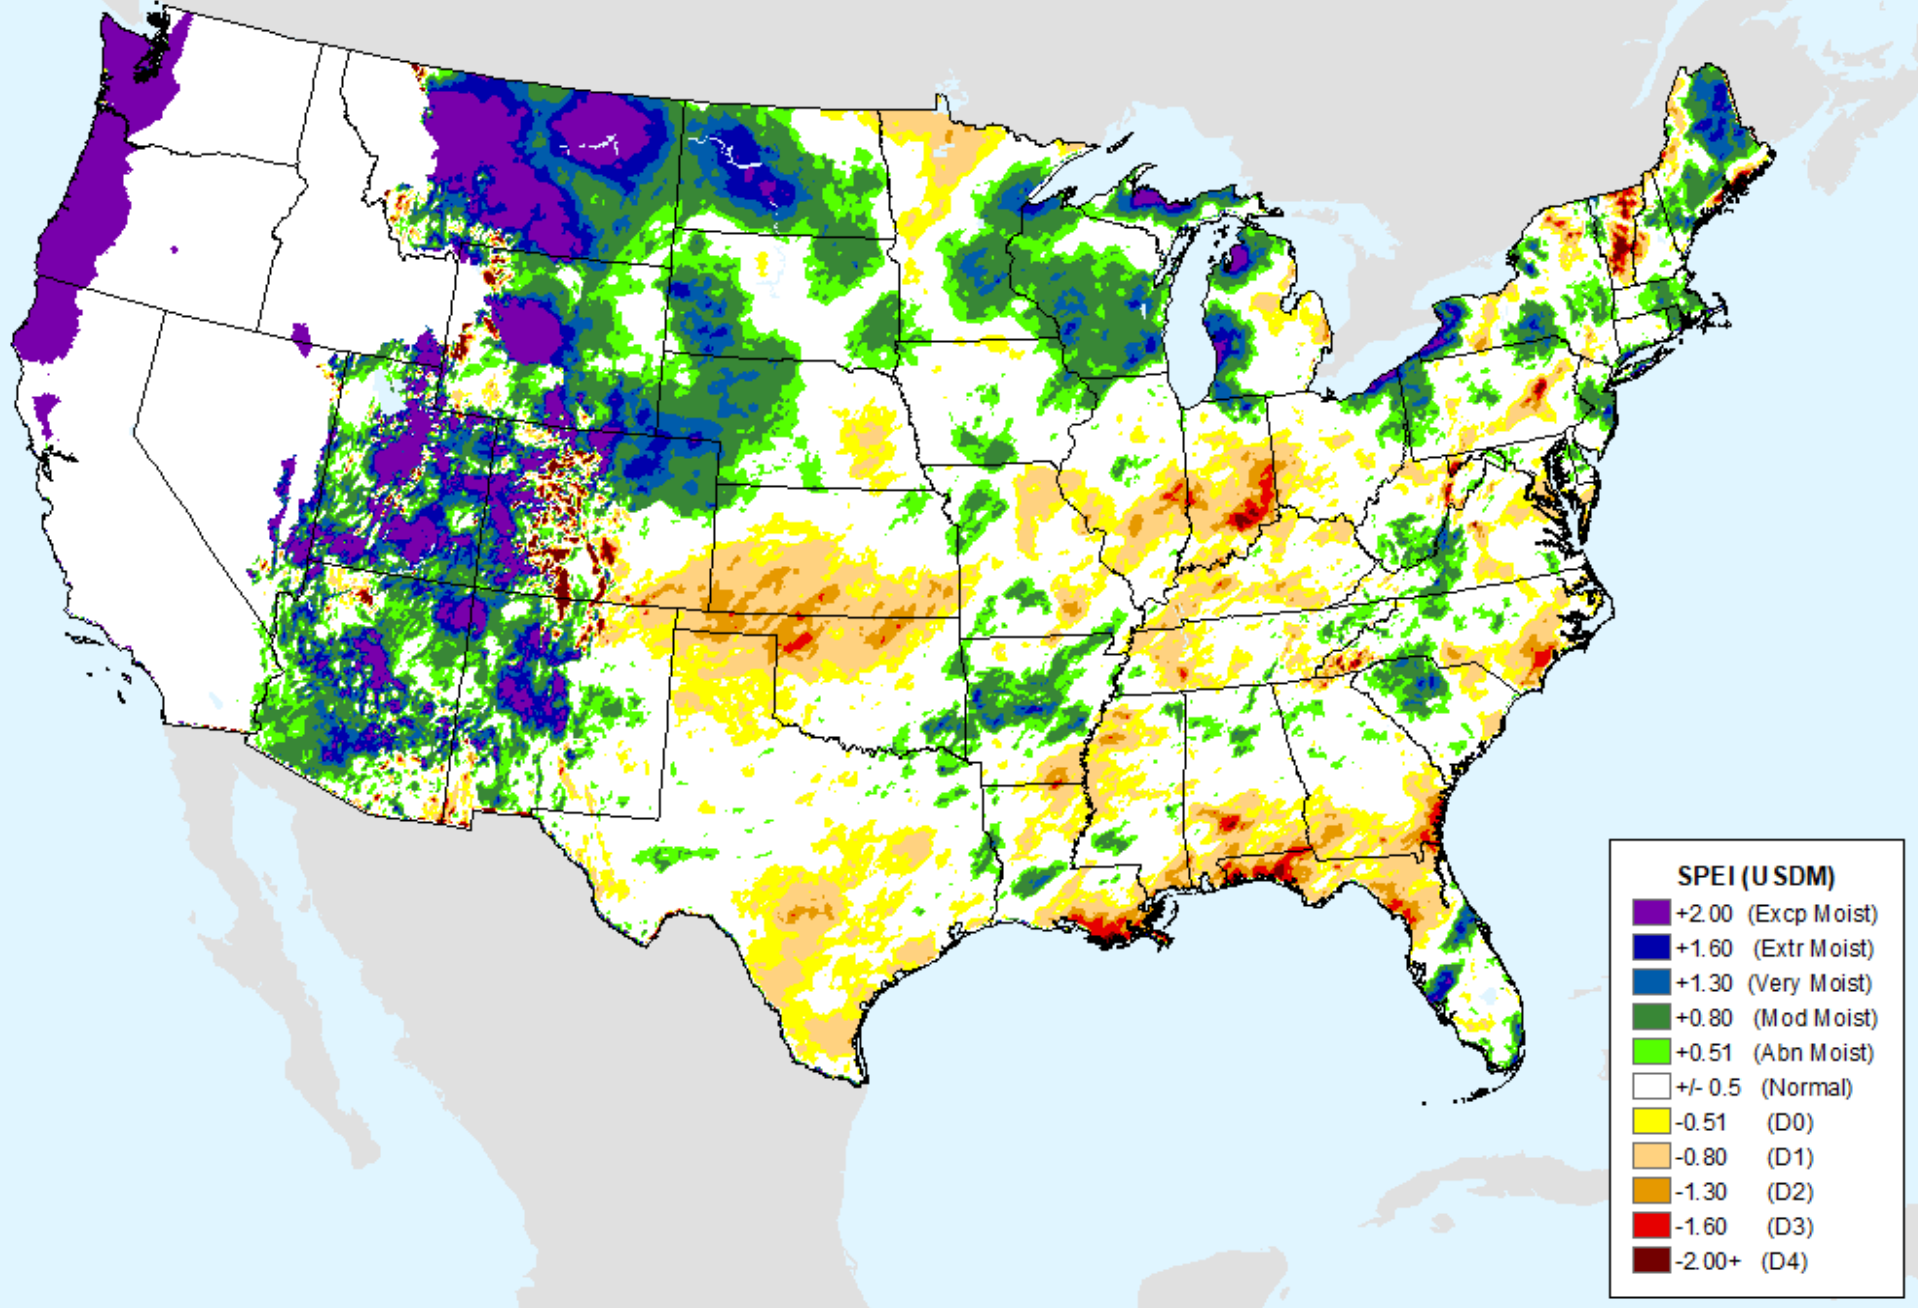 SPEI (USDM)
+2.00 (Excp Moist)
+1.60 (Extr Moist)
+1.30 (Very Moist)
+0.80 (Mod Moist)
+0.51 (Abn Moist)
+/- 0.5 (Normal)
-0.51 (D0)
-0.80 (D1)
-1.30 (D2)
-1.60 (D3)
-2.00+ (D4)